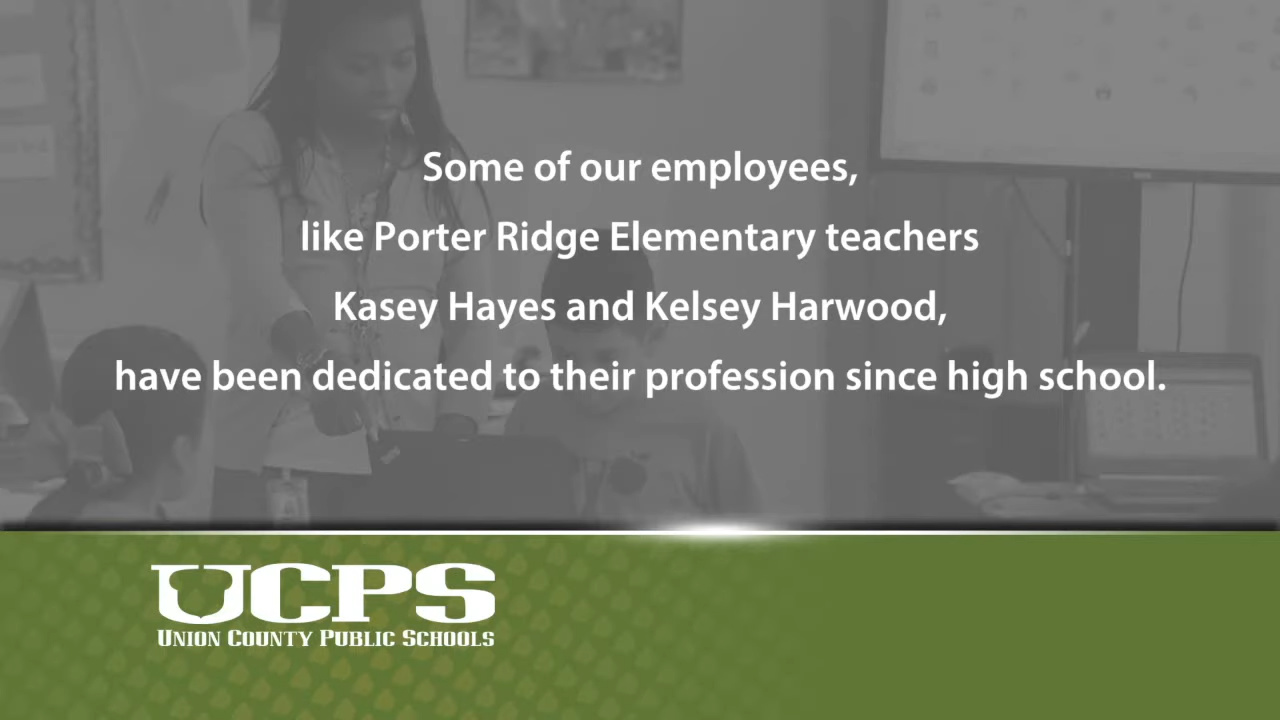 Some of our employees,
like Porter Ridge Elementary teachers
Kasey Hayes and Kelsey Harwood,
have been dedicated to their profession since high school.
UCPS
UNION COUNTY PUBLIC SCHOOLS